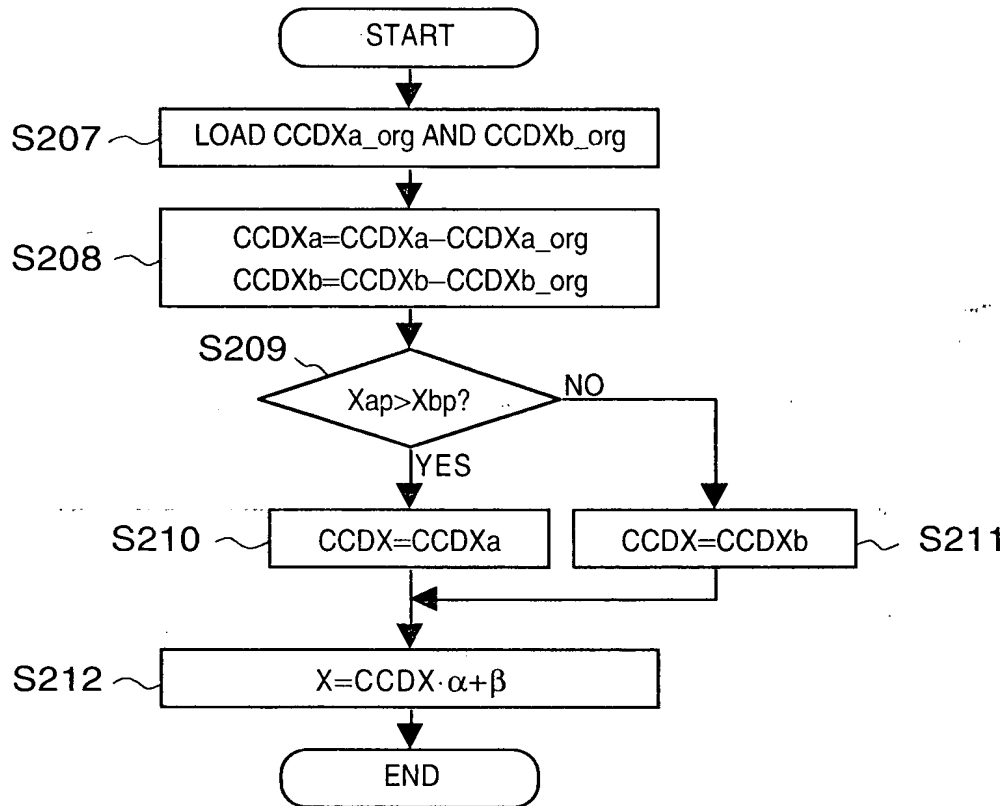 START
S207
LOAD CCDXa_org AND CCDXb_org
S208
CCDXa=CCDXa−CCDXa_org
CCDXb=CCDXb−CCDXb_org
S209
Xap>Xbp?
NO
YES
S210
CCDX=CCDXa
CCDX=CCDXb
S211
S212
X=CCDX·α+β
END